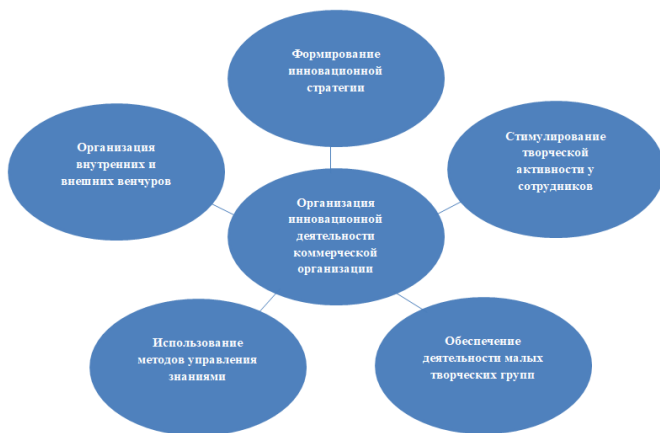 Формирование
инновационной
стратегии
Организация
внутренних и
внешних венчуров
Стимулирование
творческой
активности у
сотрудников
Организация
инновационной
деятельности
коммерческой
организации
Использование
методов управления
знаниями
Обеспечение
деятельности малых
творческих групп